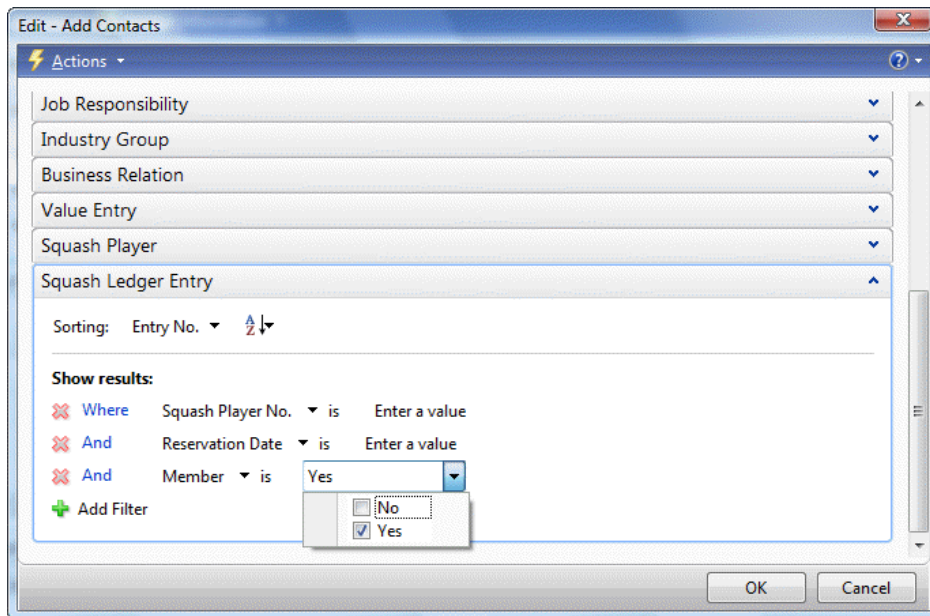 Edit - Add Contacts
Actions
Job Responsibility
Industry Group
Business Relation
Value Entry
Squash Player
Squash Ledger Entry
Sorting: Entry No. A Z
Show results:
Where Squash Player No. is Enter a value
And Reservation Date is Enter a value
And Member is Yes
Add Filter No
Yes
OK Cancel